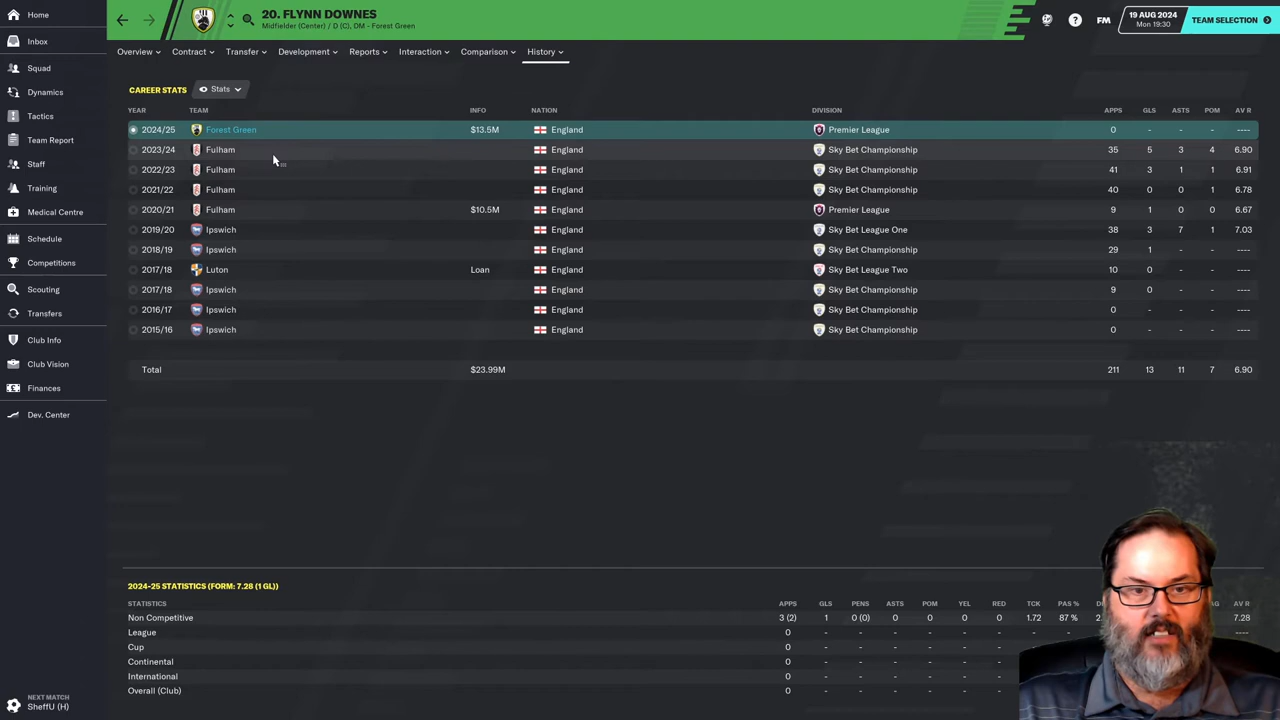 20. FLYNN DOWNES
Midfielder (Center) / D (C), DM - Forest Green
FM
19 AUG 2024
Mon 19:30
TEAM SELECTION
Home
Inbox
Squad
Dynamics
Tactics
Team Report
Staff
Training
Medical Centre
Schedule
Competitions
Scouting
Transfers
Club Info
Club Vision
Finances
Dev. Center
NEXT MATCH
SheffU (H)
Overview Contract Transfer Development Reports Interaction Comparison History
CAREER STATS Stats
YEAR TEAM INFO NATION DIVISION APPS GLS ASTS POM AV R
2024/25 Forest Green $13.5M England Premier League 0 - - - ----
2023/24 Fulham England Sky Bet Championship 35 5 3 4 6.90
2022/23 Fulham England Sky Bet Championship 41 3 1 1 6.91
2021/22 Fulham England Sky Bet Championship 40 0 0 1 6.78
2020/21 Fulham $10.5M England Premier League 9 1 0 0 6.67
2019/20 Ipswich England Sky Bet League One 38 3 7 1 7.03
2018/19 Ipswich England Sky Bet Championship 29 1 - - ----
2017/18 Luton Loan England Sky Bet League Two 10 0 - - ----
2017/18 Ipswich England Sky Bet Championship 9 0 - - ----
2016/17 Ipswich England Sky Bet Championship 0 - - - ----
2015/16 Ipswich England Sky Bet Championship 0 - - - ----
Total $23.99M 211 13 11 7 6.90
2024-25 STATISTICS (FORM: 7.28 (1 GL))
STATISTICS APPS GLS PENS ASTS POM YEL RED TCK PAS % AV R
Non Competitive 3 (2) 1 0 (0) 0 0 0 0 1.72 87 % 7.28
League 0 - - - - - - - - ----
Cup 0 - - - - - - -
Continental 0 - - - - - - -
International 0 - - - - - - -
Overall (Club) 0 - - - - - - -